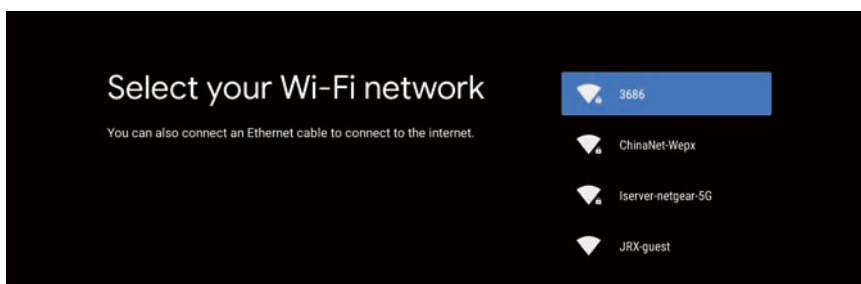 Select your Wi-Fi network
You can also connect an Ethernet cable to connect to the internet.
3686
ChinaNet-Wepx
Iserver-netgear-5G
JRX-guest